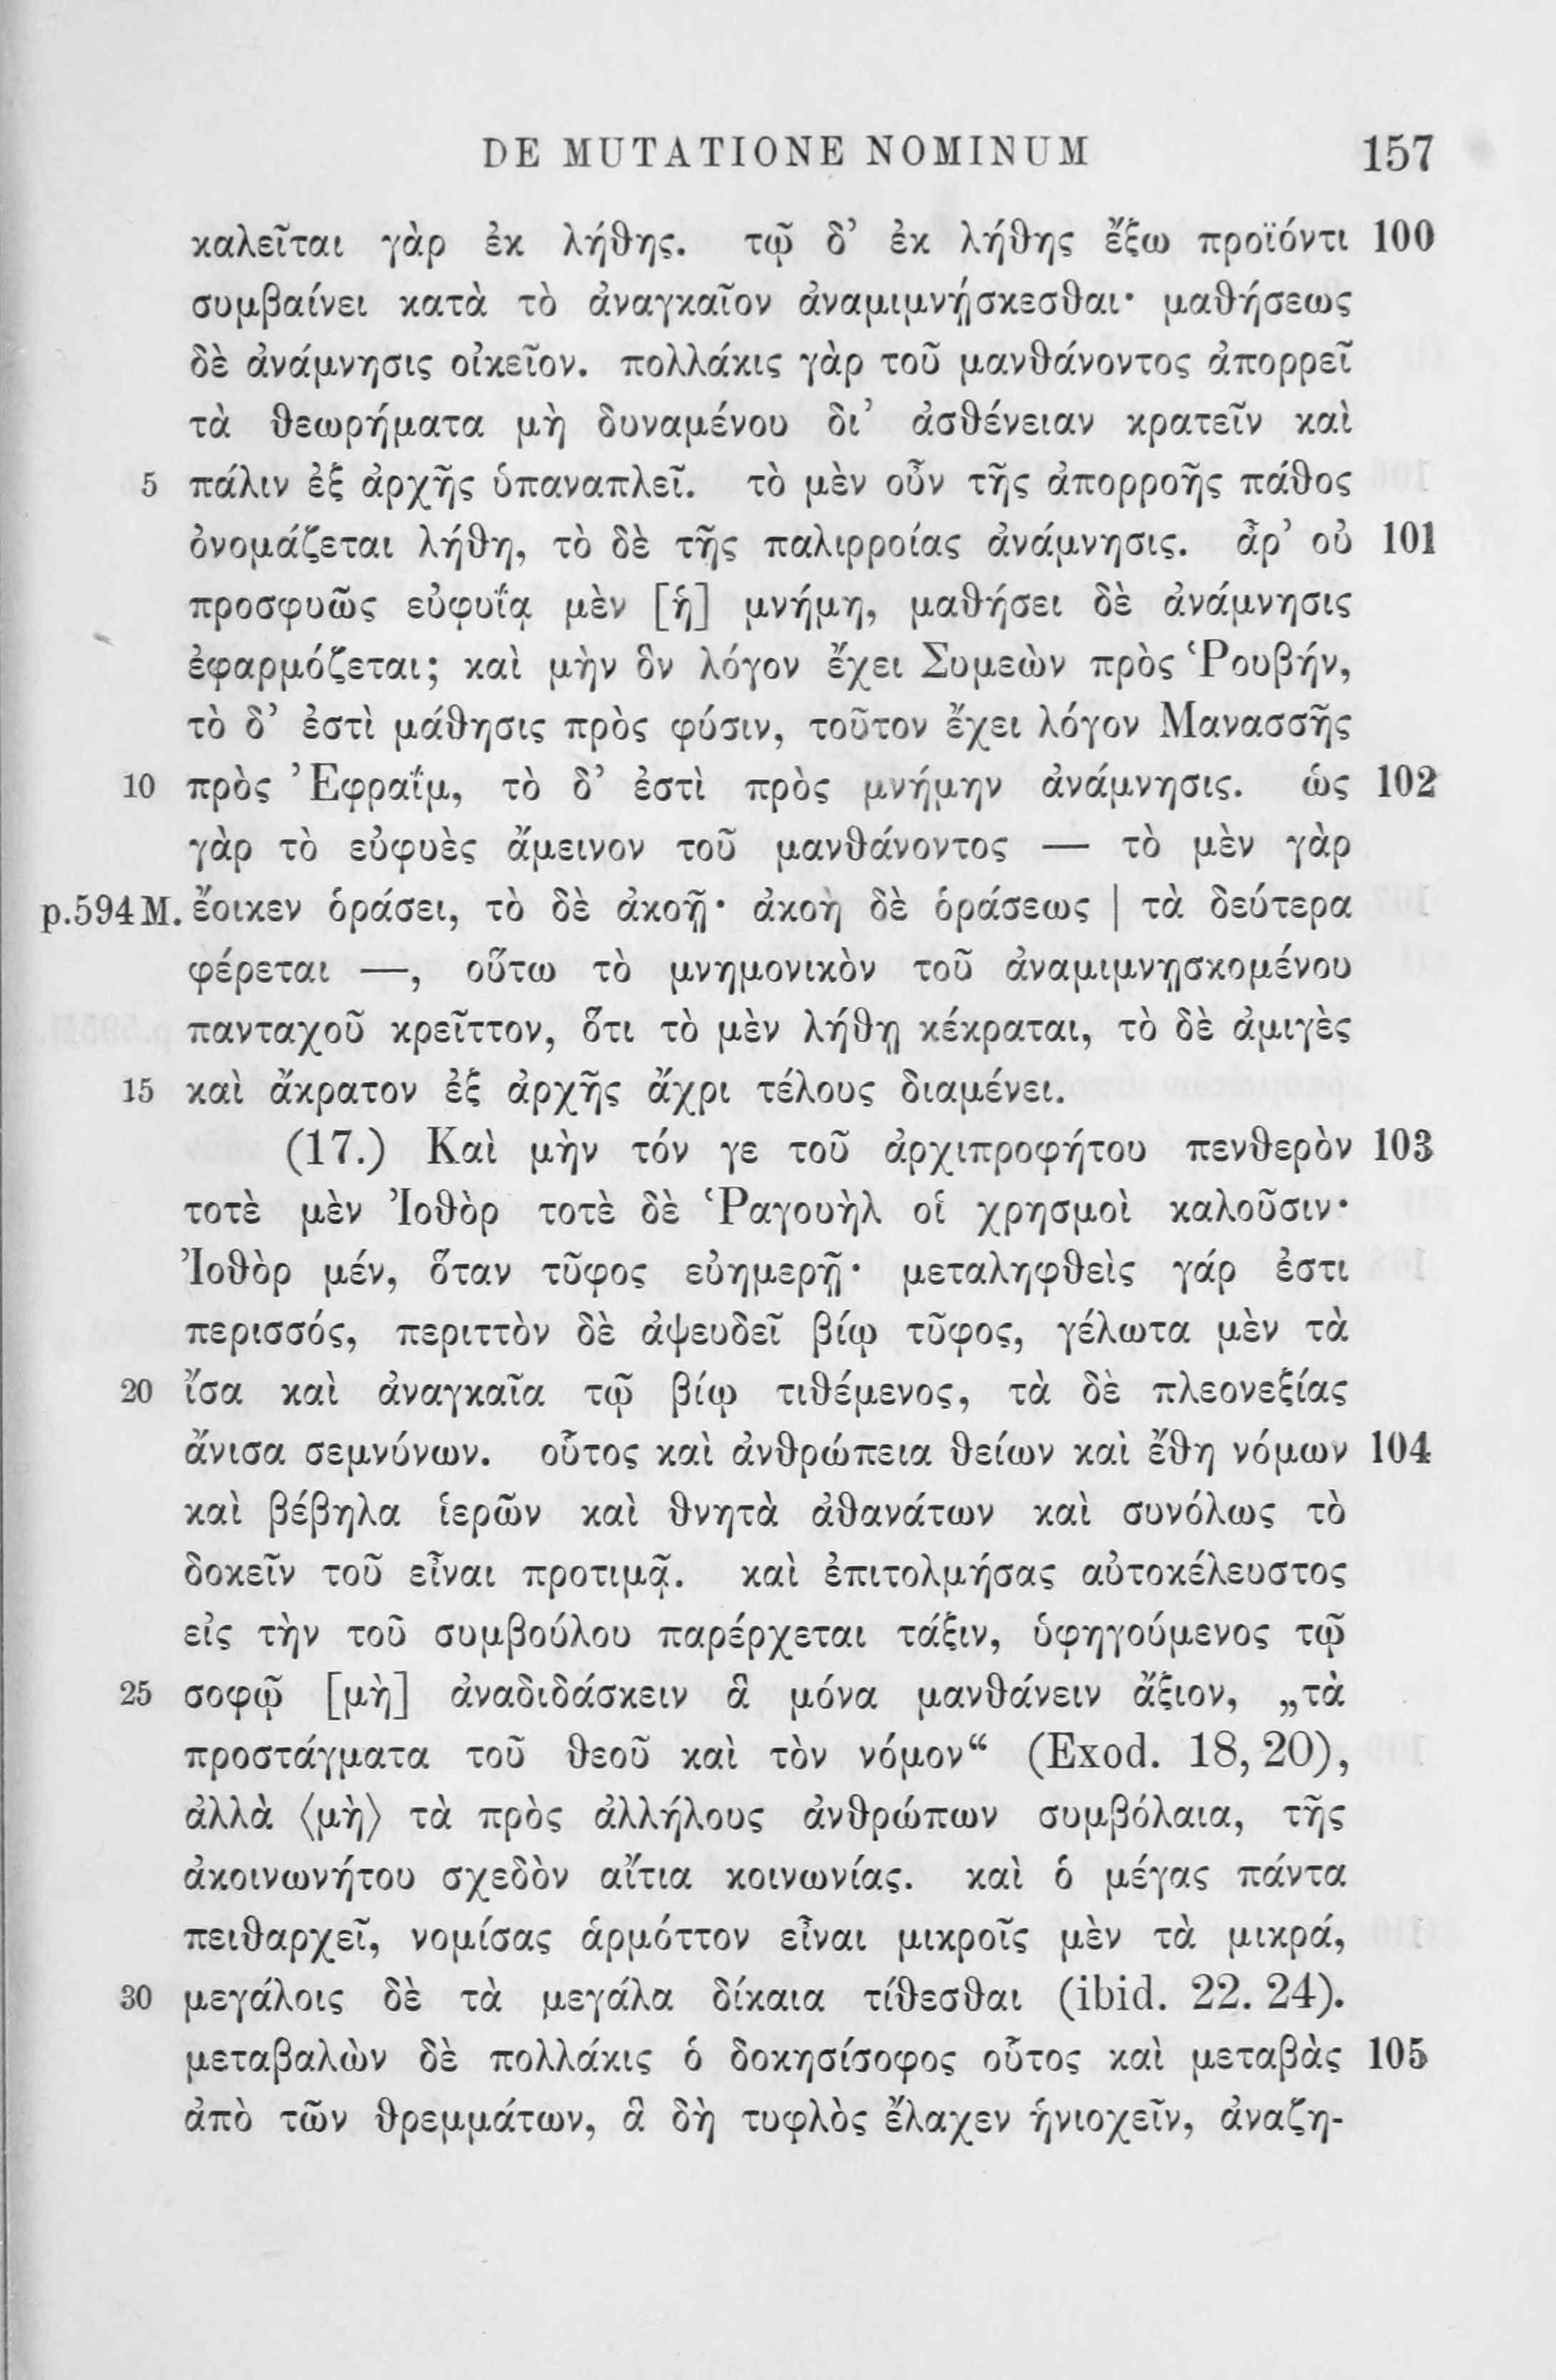 DE MUTATIONE NOMINUM 157
καλεῖται γὰρ ἐκ λήθης. τῷ δ’ ἐκ λήθης ἔξω προϊόντι 100
συμβαίνει κατὰ τὸ ἀναγκαῖον ἀναμιμνῄσκεσθαι· μαθήσεως
δὲ ἀνάμνησις οἰκεῖον. πολλάκις γὰρ τοῦ μανθάνοντος ἀπορρεῖ
τὰ θεωρήματα μὴ δυναμένου δι’ ἀσθένειαν κρατεῖν καὶ
5 πάλιν ἐξ ἀρχῆς ὑπαναπλεῖ. τὸ μὲν οὖν τῆς ἀπορροῆς πάθος
ὀνομάζεται λήθη, τὸ δὲ τῆς παλιρροίας ἀνάμνησις. ἆρ’ οὐ 101
προσφυῶς εὐφυΐᾳ μὲν [ἡ] μνήμη, μαθήσει δὲ ἀνάμνησις
ἐφαρμόζεται; καὶ μὴν ὃν λόγον ἔχει Συμεὼν πρὸς Ῥουβήν,
τὸ δ’ ἐστὶ μάθησις πρὸς φύσιν, τοῦτον ἔχει λόγον Μανασσῆς
10 πρὸς Ἐφραΐμ, τὸ δ’ ἐστὶ πρὸς μνήμην ἀνάμνησις. ὡς 102
γὰρ τὸ εὐφυὲς ἄμεινον τοῦ μανθάνοντος — τὸ μὲν γὰρ
p.594 M. ἔοικεν ὁράσει, τὸ δὲ ἀκοῇ· ἀκοὴ δὲ ὁράσεως | τὰ δεύτερα
φέρεται —, οὕτω τὸ μνημονικὸν τοῦ ἀναμιμνῃσκομένου
πανταχοῦ κρεῖττον, ὅτι τὸ μὲν λήθῃ κέκραται, τὸ δὲ ἀμιγὲς
15 καὶ ἄκρατον ἐξ ἀρχῆς ἄχρι τέλους διαμένει.
(17.) Καὶ μὴν τόν γε τοῦ ἀρχιπροφήτου πενθερὸν 103
τοτὲ μὲν Ἰοθὸρ τοτὲ δὲ Ῥαγουὴλ οἱ χρησμοὶ καλοῦσιν·
Ἰοθὸρ μέν, ὅταν τῦφος εὐημερῇ· μεταληφθεὶς γάρ ἐστι
περισσός, περιττὸν δὲ ἀψευδεῖ βίῳ τῦφος, γέλωτα μὲν τὰ
20 ἴσα καὶ ἀναγκαῖα τῷ βίῳ τιθέμενος, τὰ δὲ πλεονεξίας
ἄνισα σεμνύνων. οὗτος καὶ ἀνθρώπεια θείων καὶ ἔθη νόμων 104
καὶ βέβηλα ἱερῶν καὶ θνητὰ ἀθανάτων καὶ συνόλως τὸ
δοκεῖν τοῦ εἶναι προτιμᾷ. καὶ ἐπιτολμήσας αὐτοκέλευστος
εἰς τὴν τοῦ συμβούλου παρέρχεται τάξιν, ὑφηγούμενος τῷ
25 σοφῷ [μὴ] ἀναδιδάσκειν ἃ μόνα μανθάνειν ἄξιον, „τὰ
προστάγματα τοῦ θεοῦ καὶ τὸν νόμον“ (Exod. 18, 20),
ἀλλὰ ⟨μὴ⟩ τὰ πρὸς ἀλλήλους ἀνθρώπων συμβόλαια, τῆς
ἀκοινωνήτου σχεδὸν αἴτια κοινωνίας. καὶ ὁ μέγας πάντα
πειθαρχεῖ, νομίσας ἁρμόττον εἶναι μικροῖς μὲν τὰ μικρά,
30 μεγάλοις δὲ τὰ μεγάλα δίκαια τίθεσθαι (ibid. 22. 24).
μεταβαλὼν δὲ πολλάκις ὁ δοκησίσοφος οὗτος καὶ μεταβὰς 105
ἀπὸ τῶν θρεμμάτων, ἃ δὴ τυφλὸς ἔλαχεν ἡνιοχεῖν, ἀναζη-